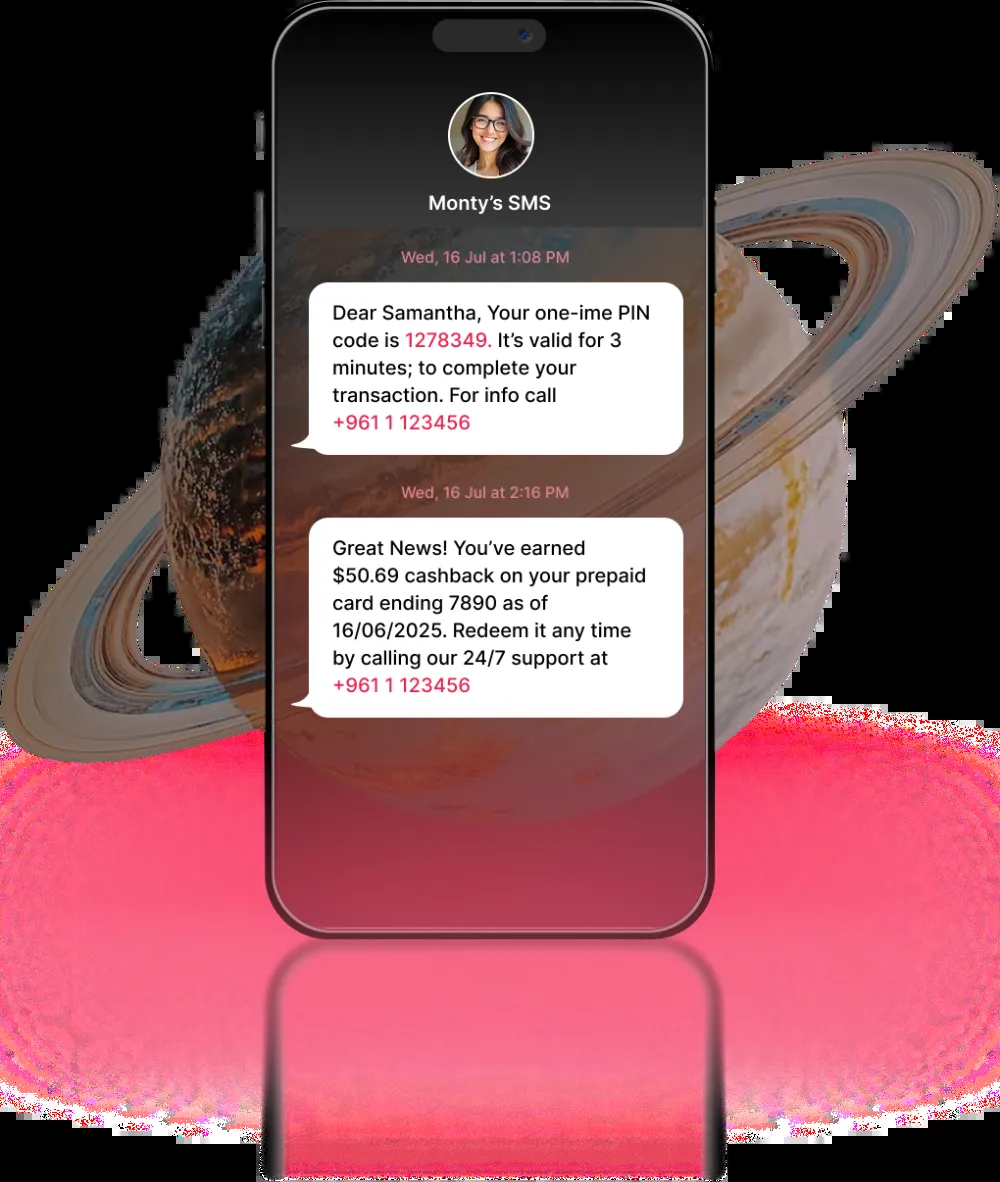 Monty’s SMS
Wed, 16 Jul at 1:08 PM
Dear Samantha, Your one-ime PIN
code is 1278349. It’s valid for 3
minutes; to complete your
transaction. For info call
+961 1 123456
Wed, 16 Jul at 2:16 PM
Great News! You’ve earned
$50.69 cashback on your prepaid
card ending 7890 as of
16/06/2025. Redeem it any time
by calling our 24/7 support at
+961 1 123456